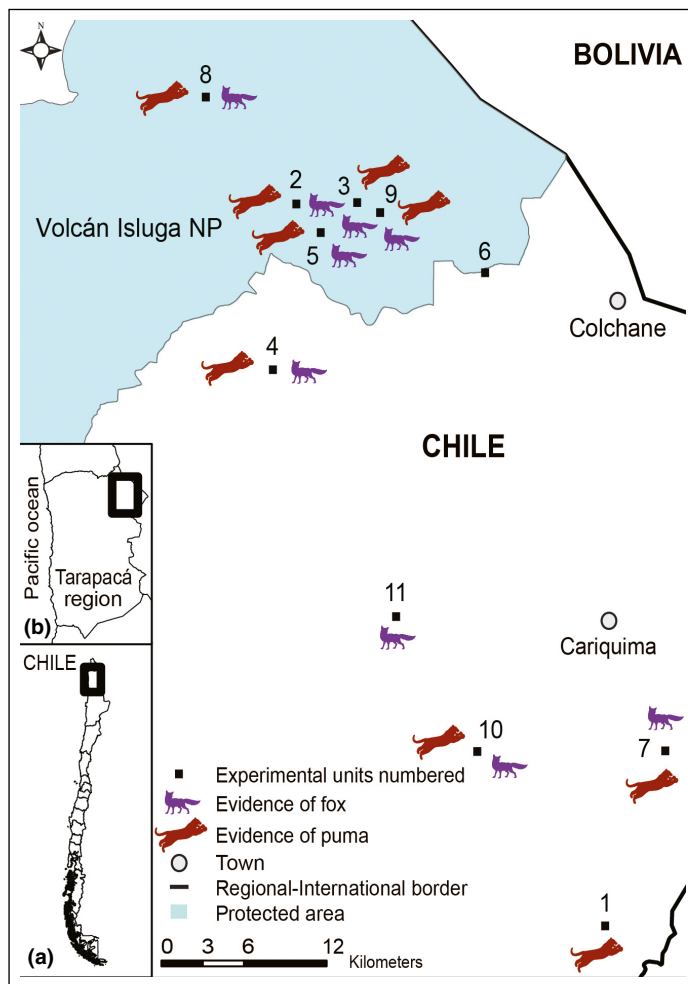 N
BOLIVIA
8
2
3
9
Volcán Isluga NP
5
6
Colchane
4
CHILE
Pacific ocean
Tarapacá
region
(b)
11
Cariquima
CHILE
10
7
Experimental units numbered
Evidence of fox
Evidence of puma
Town
Regional-International border
Protected area
1
(a)
0 3 6 12
Kilometers